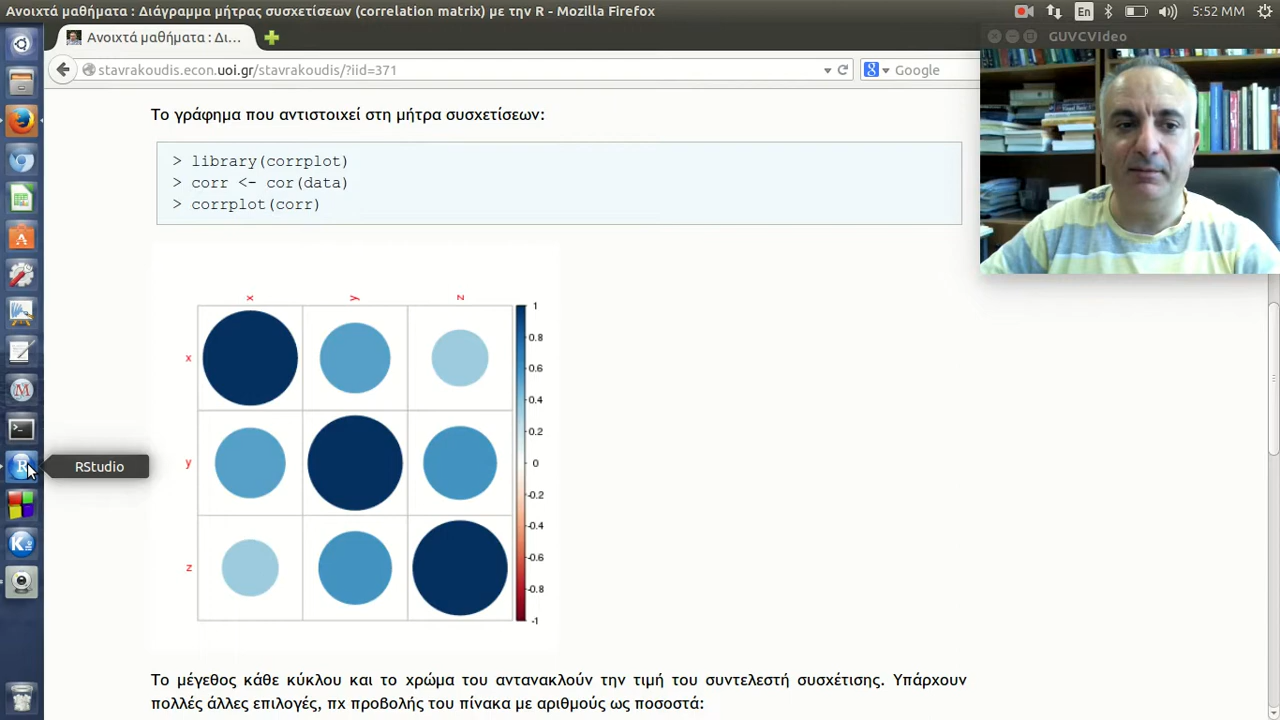 Ανοιχτά μαθήματα : Διάγραμμα μήτρας συσχετίσεων (correlation matrix) με την R - Mozilla Firefox
En
5:52 MM
Ανοιχτά μαθήματα : Δι...
GUVCVIdeo
stavrakoudis.econ.uoi.gr/stavrakoudis/?iid=371
Google
Το γράφημα που αντιστοιχεί στη μήτρα συσχετίσεων:
> library(corrplot)
> corr <- cor(data)
> corrplot(corr)
x y z
x
y
z
1
0.8
0.6
0.4
0.2
0
-0.2
-0.4
-0.6
-0.8
-1
RStudio
Το μέγεθος κάθε κύκλου και το χρώμα του αντανακλούν την τιμή του συντελεστή συσχέτισης. Υπάρχουν
πολλές άλλες επιλογές, πχ προβολής του πίνακα με αριθμούς ως ποσοστά: